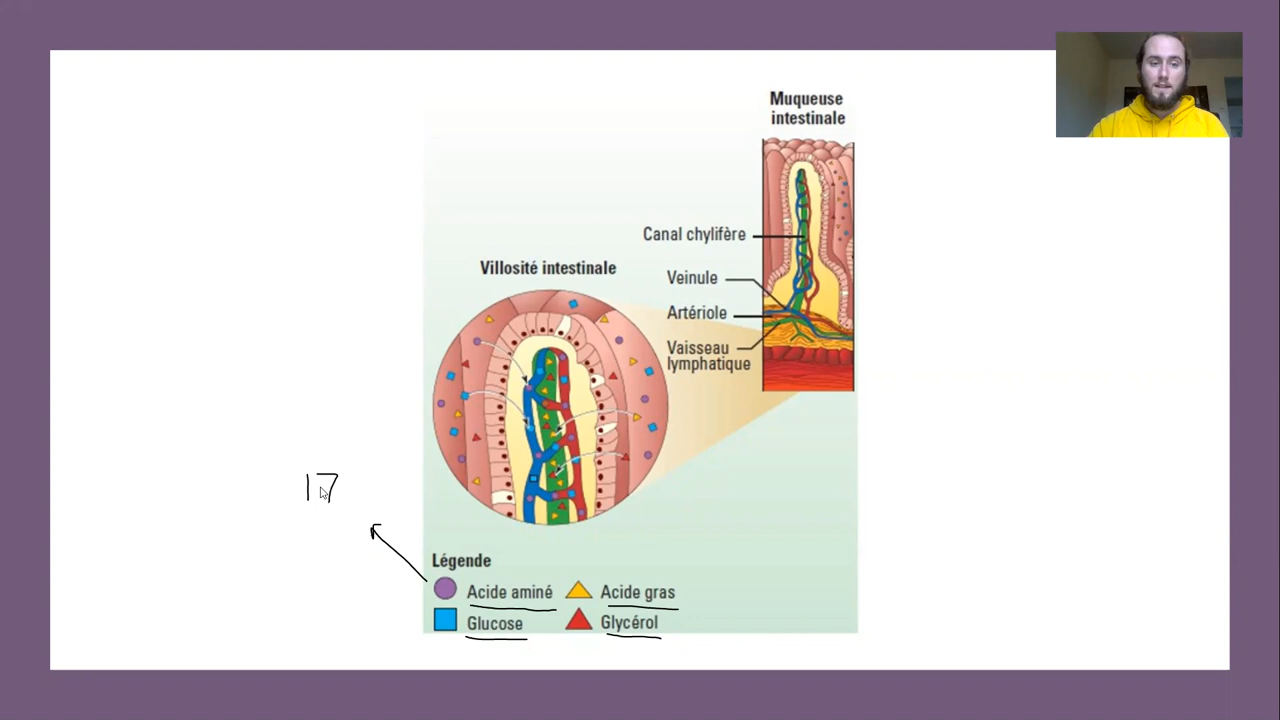 Muqueuse
intestinale
Canal chylifère
Villosité intestinale
Veinule
Artériole
Vaisseau
lymphatique
17
Légende
Acide aminé
Acide gras
Glucose
Glycérol